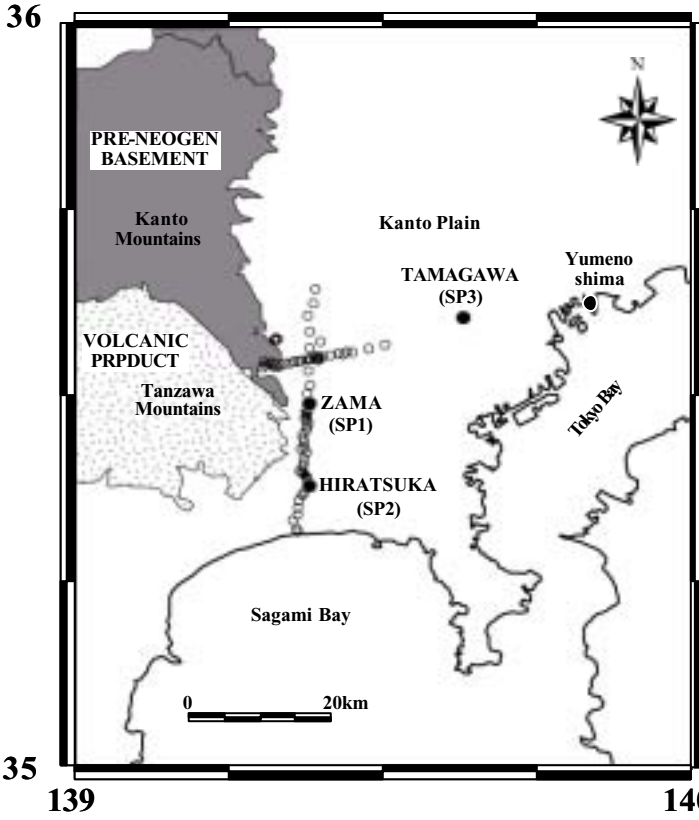 36
N
PRE-NEOGEN
BASEMENT
Kanto
Mountains
Kanto Plain
Yumeno
shima
TAMAGAWA
(SP3)
VOLCANIC
PRPDUCT
Tanzawa
Mountains
ZAMA
(SP1)
Tokyo Bay
HIRATSUKA
(SP2)
Sagami Bay
0 20km
35
139 140